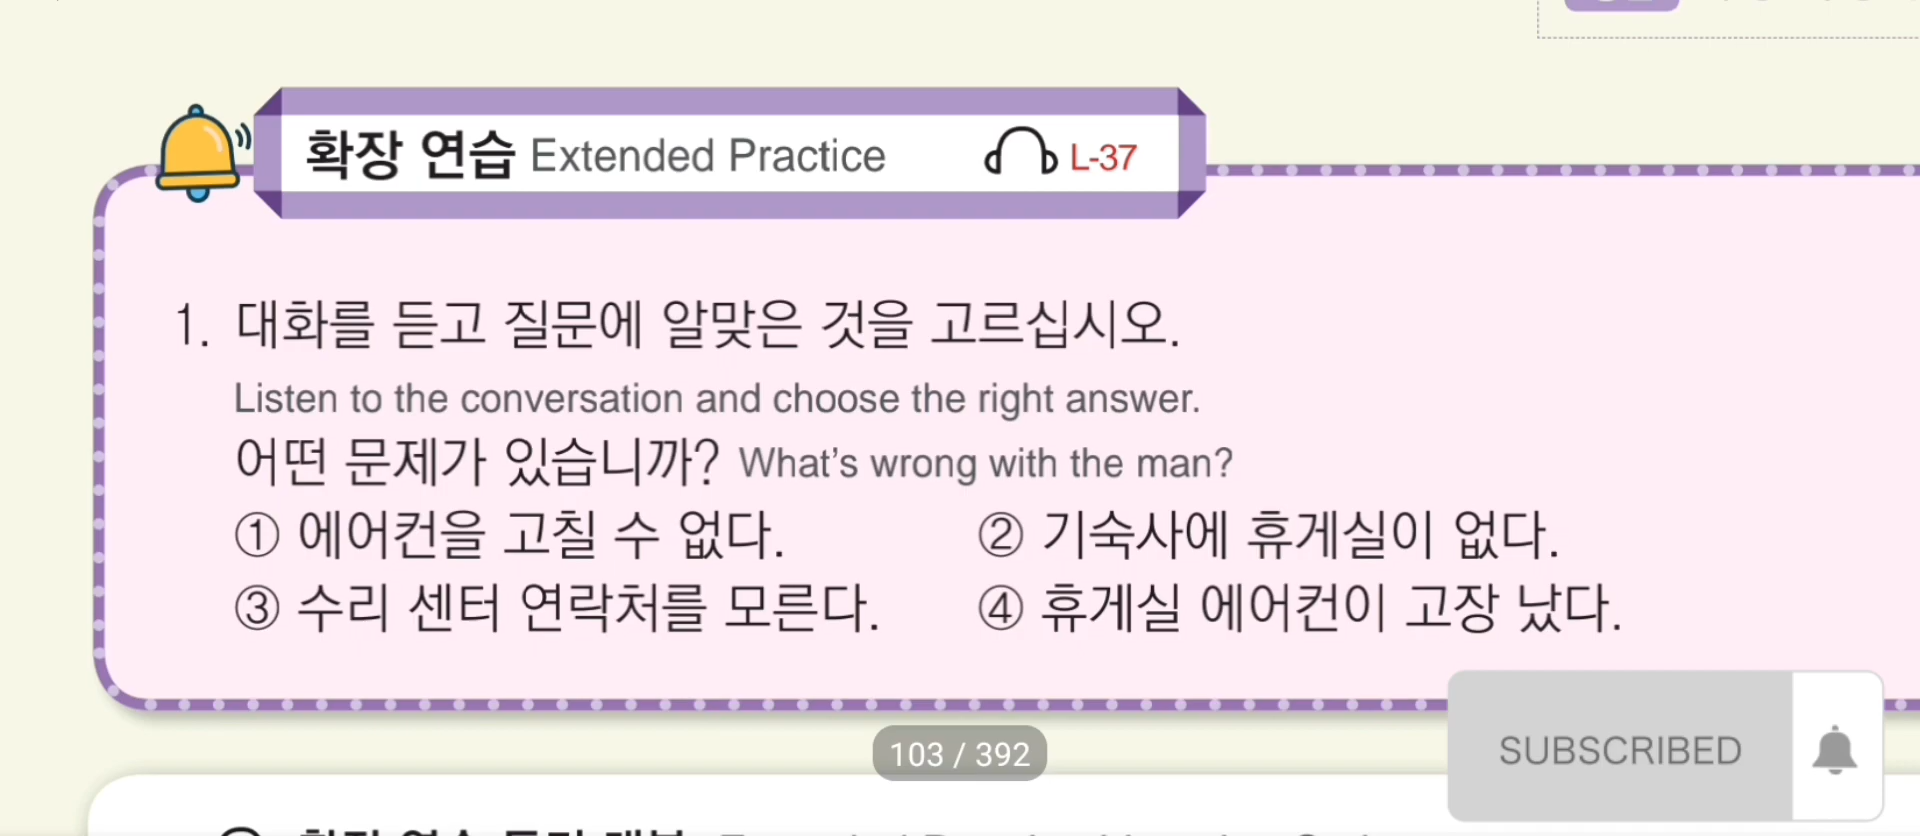 확장 연습 Extended Practice L-37
1. 대화를 듣고 질문에 알맞은 것을 고르십시오.
Listen to the conversation and choose the right answer.
어떤 문제가 있습니까? What's wrong with the man?
① 에어컨을 고칠 수 없다. ② 기숙사에 휴게실이 없다.
③ 수리 센터 연락처를 모른다. ④ 휴게실 에어컨이 고장 났다.
103 / 392
SUBSCRIBED